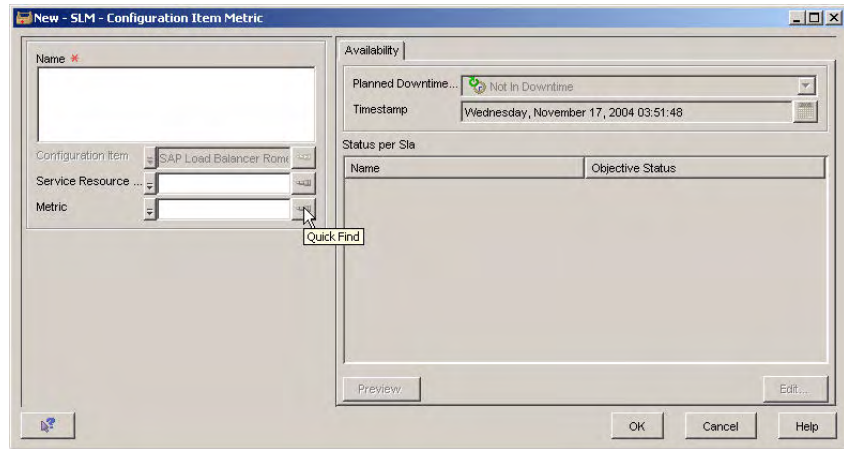 New - SLM - Configuration Item Metric
Name *
Configuration Item
SAP Load Balancer Rome
Service Resource ...
Metric
Quick Find
Availability
Planned Downtime...
Not In Downtime
Timestamp
Wednesday, November 17, 2004 03:51:48
Status per Sla
Name
Objective Status
Preview
Edit...
OK
Cancel
Help